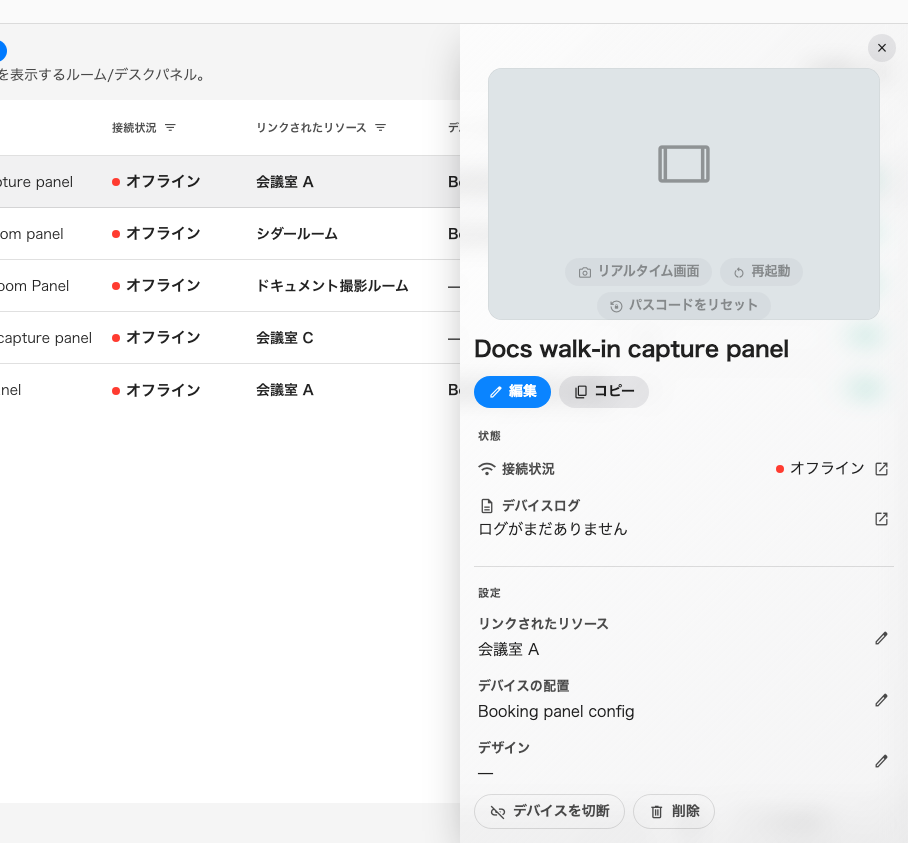 を表示するルーム/デスクパネル。
接続状況 リンクされたリソース
pture panel オフライン 会議室 A
om panel オフライン シダールーム
oom Panel オフライン ドキュメント撮影ルーム —
capture panel オフライン 会議室 C —
nel オフライン 会議室 A
リアルタイム画面 再起動
パスコードをリセット
Docs walk-in capture panel
編集 コピー
状態
接続状況 オフライン
デバイスログ
ログがまだありません
設定
リンクされたリソース
会議室 A
デバイスの配置
Booking panel config
デザイン
—
デバイスを切断 削除